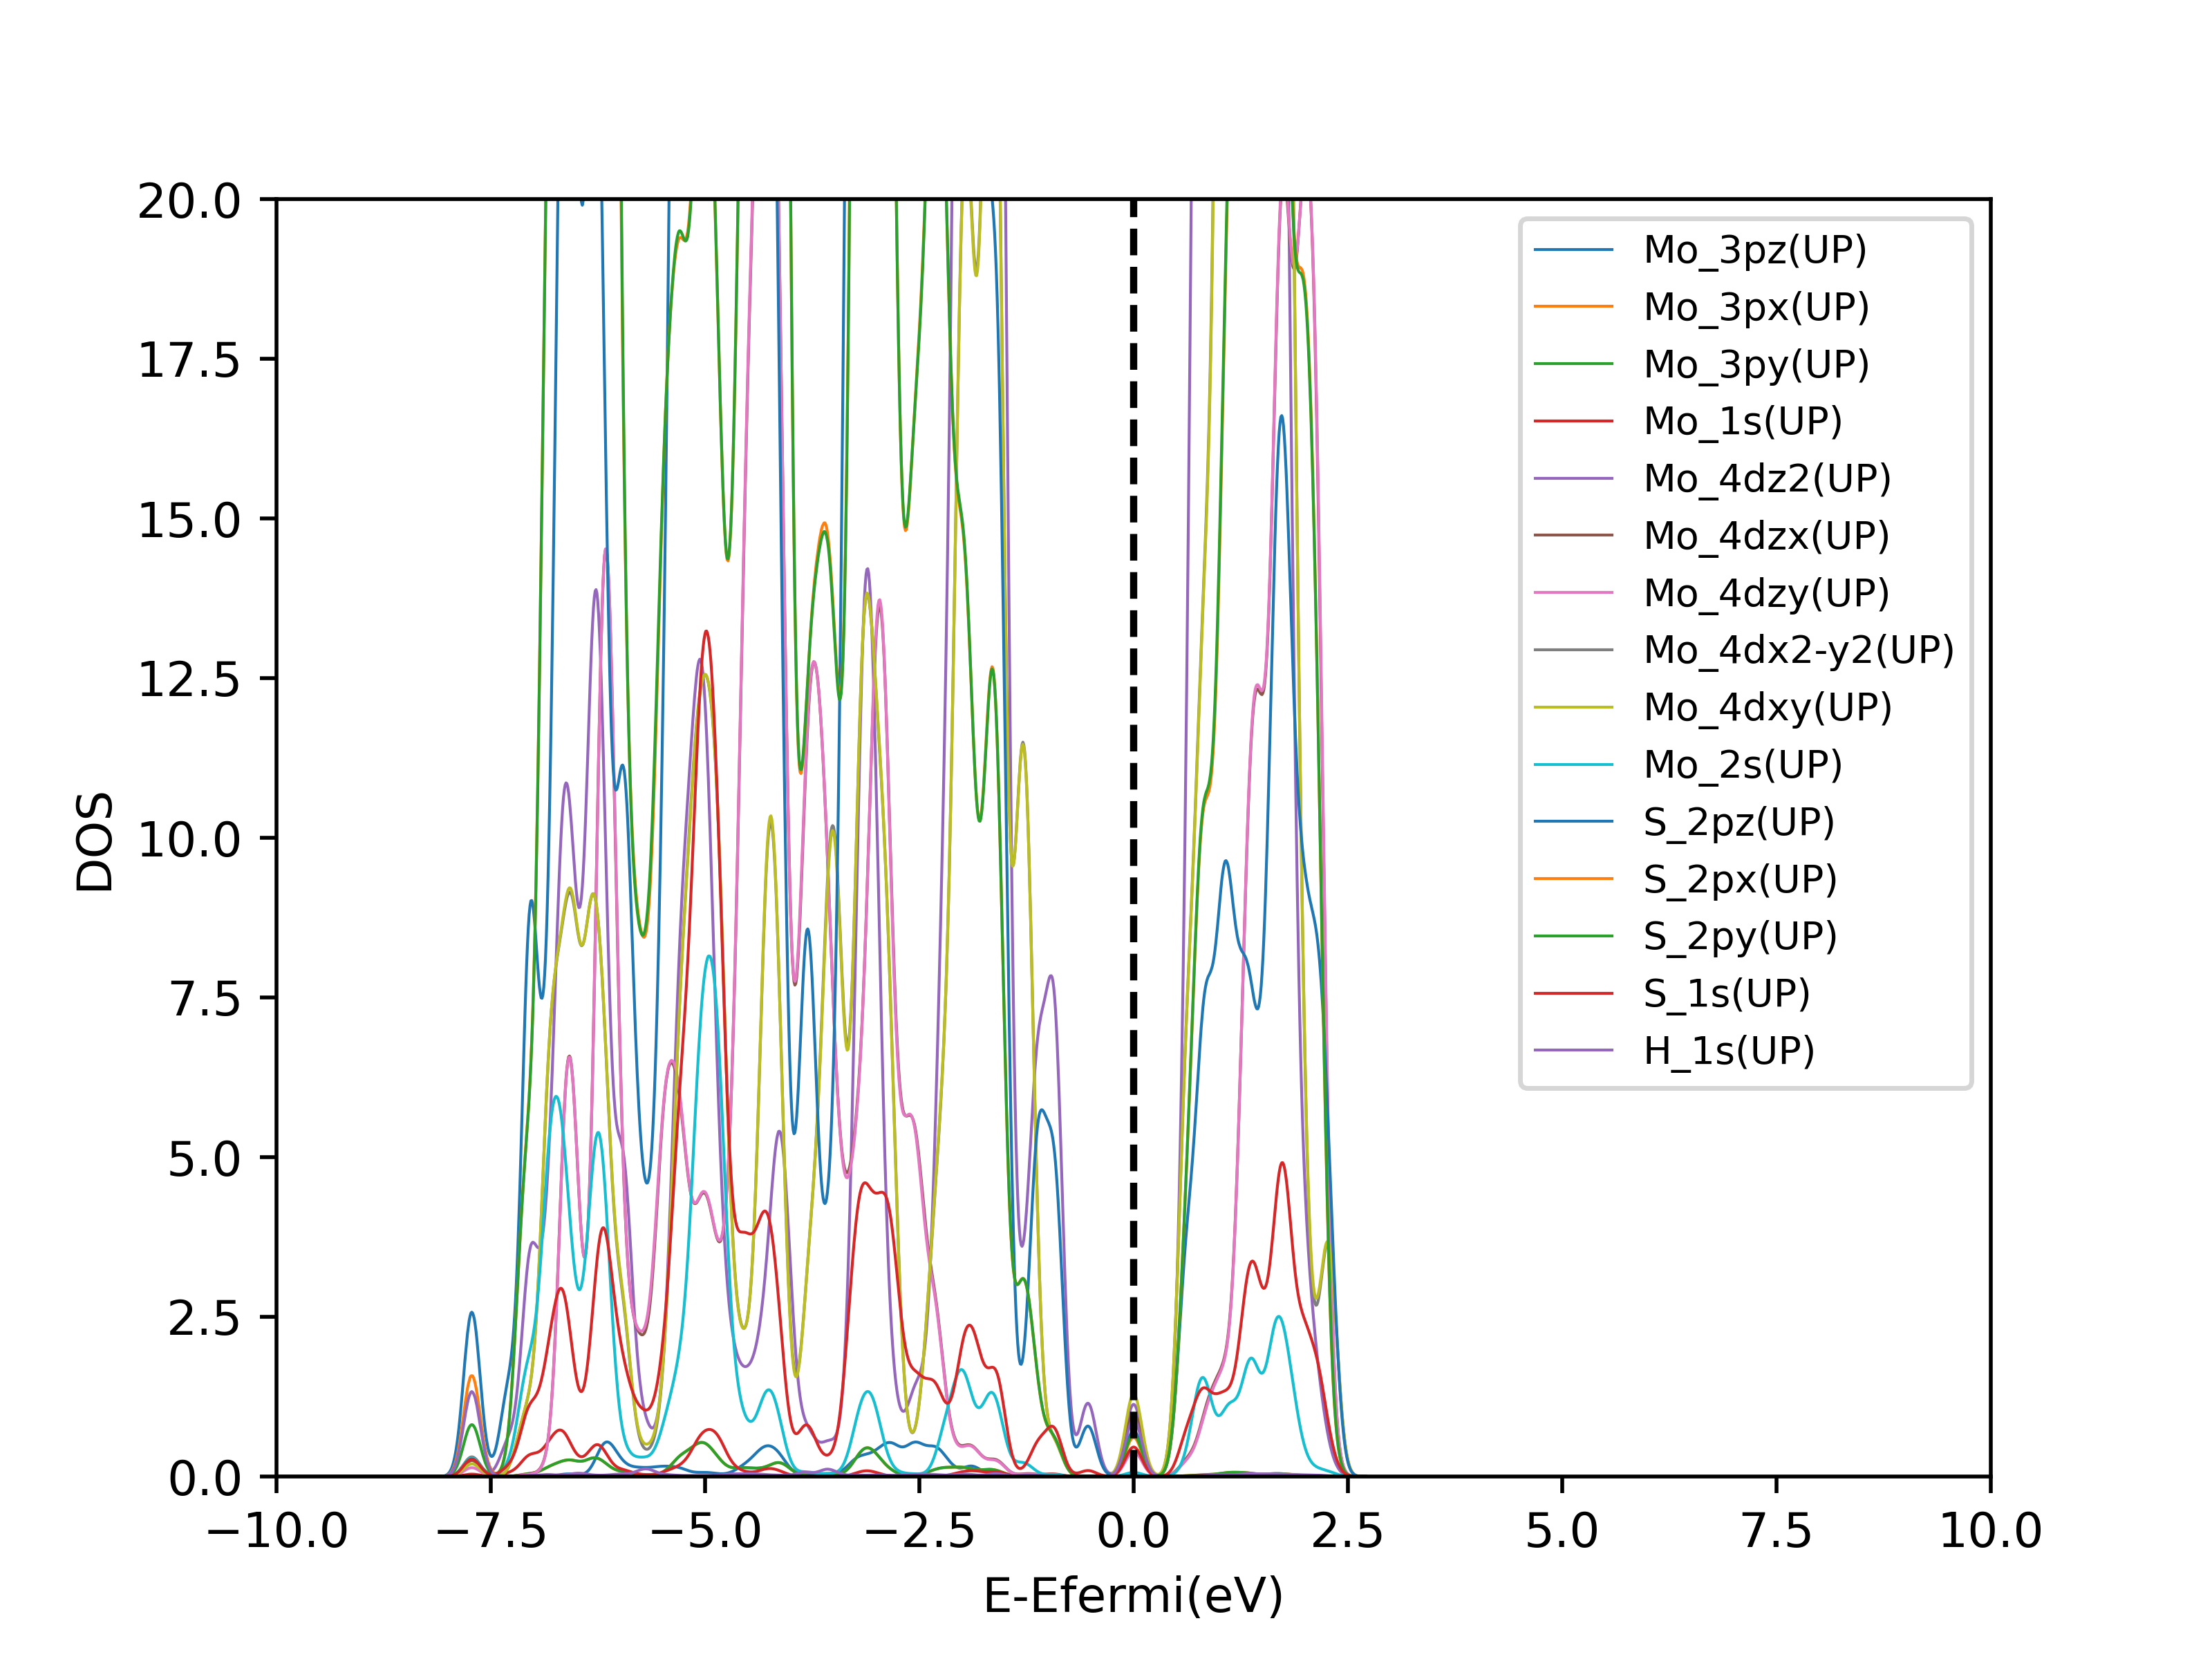 20.0
17.5
15.0
12.5
10.0
7.5
5.0
2.5
0.0
DOS
−10.0
−7.5
−5.0
−2.5
0.0
2.5
5.0
7.5
10.0
E-Efermi(eV)
Mo_3pz(UP)
Mo_3px(UP)
Mo_3py(UP)
Mo_1s(UP)
Mo_4dz2(UP)
Mo_4dzx(UP)
Mo_4dzy(UP)
Mo_4dx2-y2(UP)
Mo_4dxy(UP)
Mo_2s(UP)
S_2pz(UP)
S_2px(UP)
S_2py(UP)
S_1s(UP)
H_1s(UP)